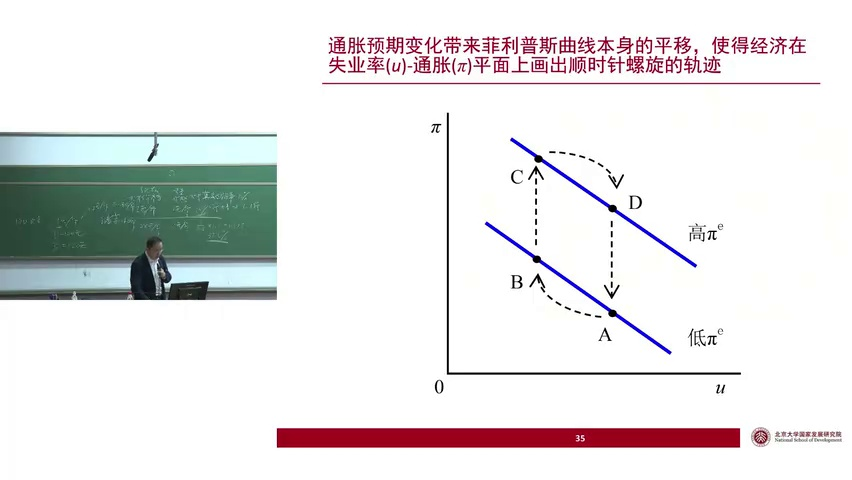 通胀预期变化带来菲利普斯曲线本身的平移，使得经济在
失业率(u)-通胀(π)平面上画出顺时针螺旋的轨迹
π
C
D
高πᵉ
B
A
低πᵉ
0
u
35
北京大学国家发展研究院
National School of Development